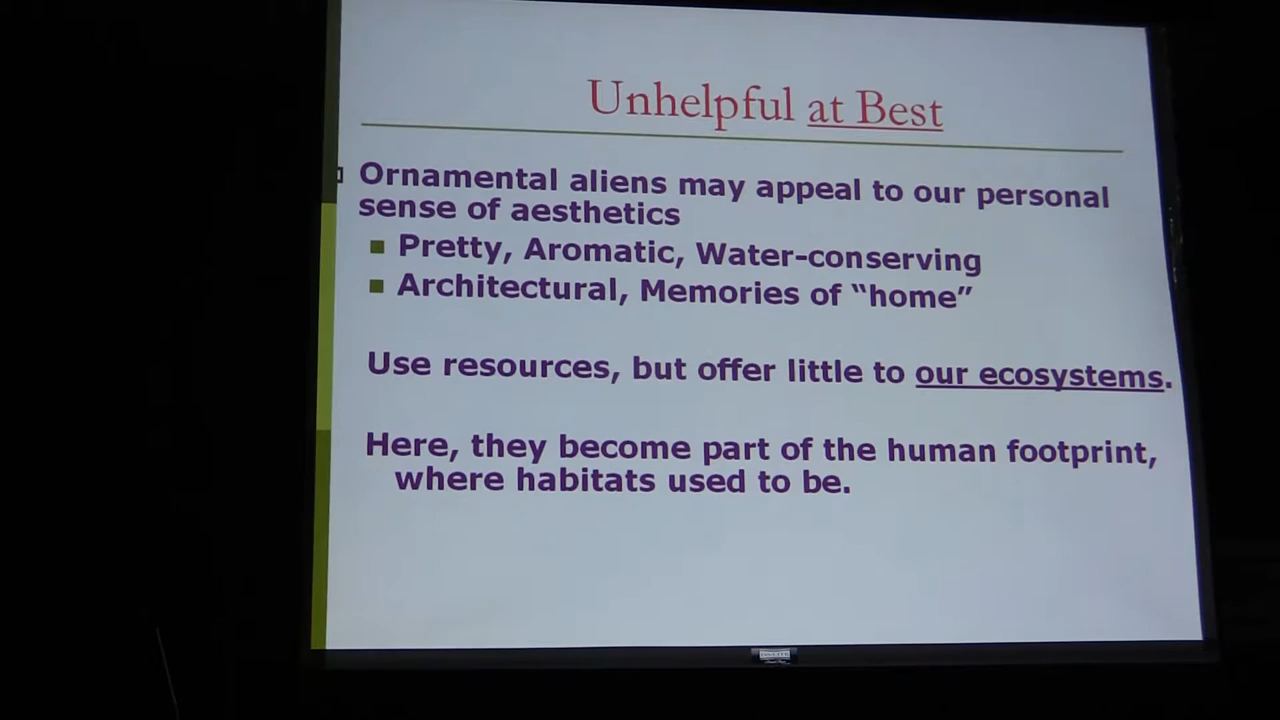 Unhelpful at Best
Ornamental aliens may appeal to our personal
sense of aesthetics
Pretty, Aromatic, Water-conserving
Architectural, Memories of “home”
Use resources, but offer little to our ecosystems.
Here, they become part of the human footprint,
where habitats used to be.
DA-LITE